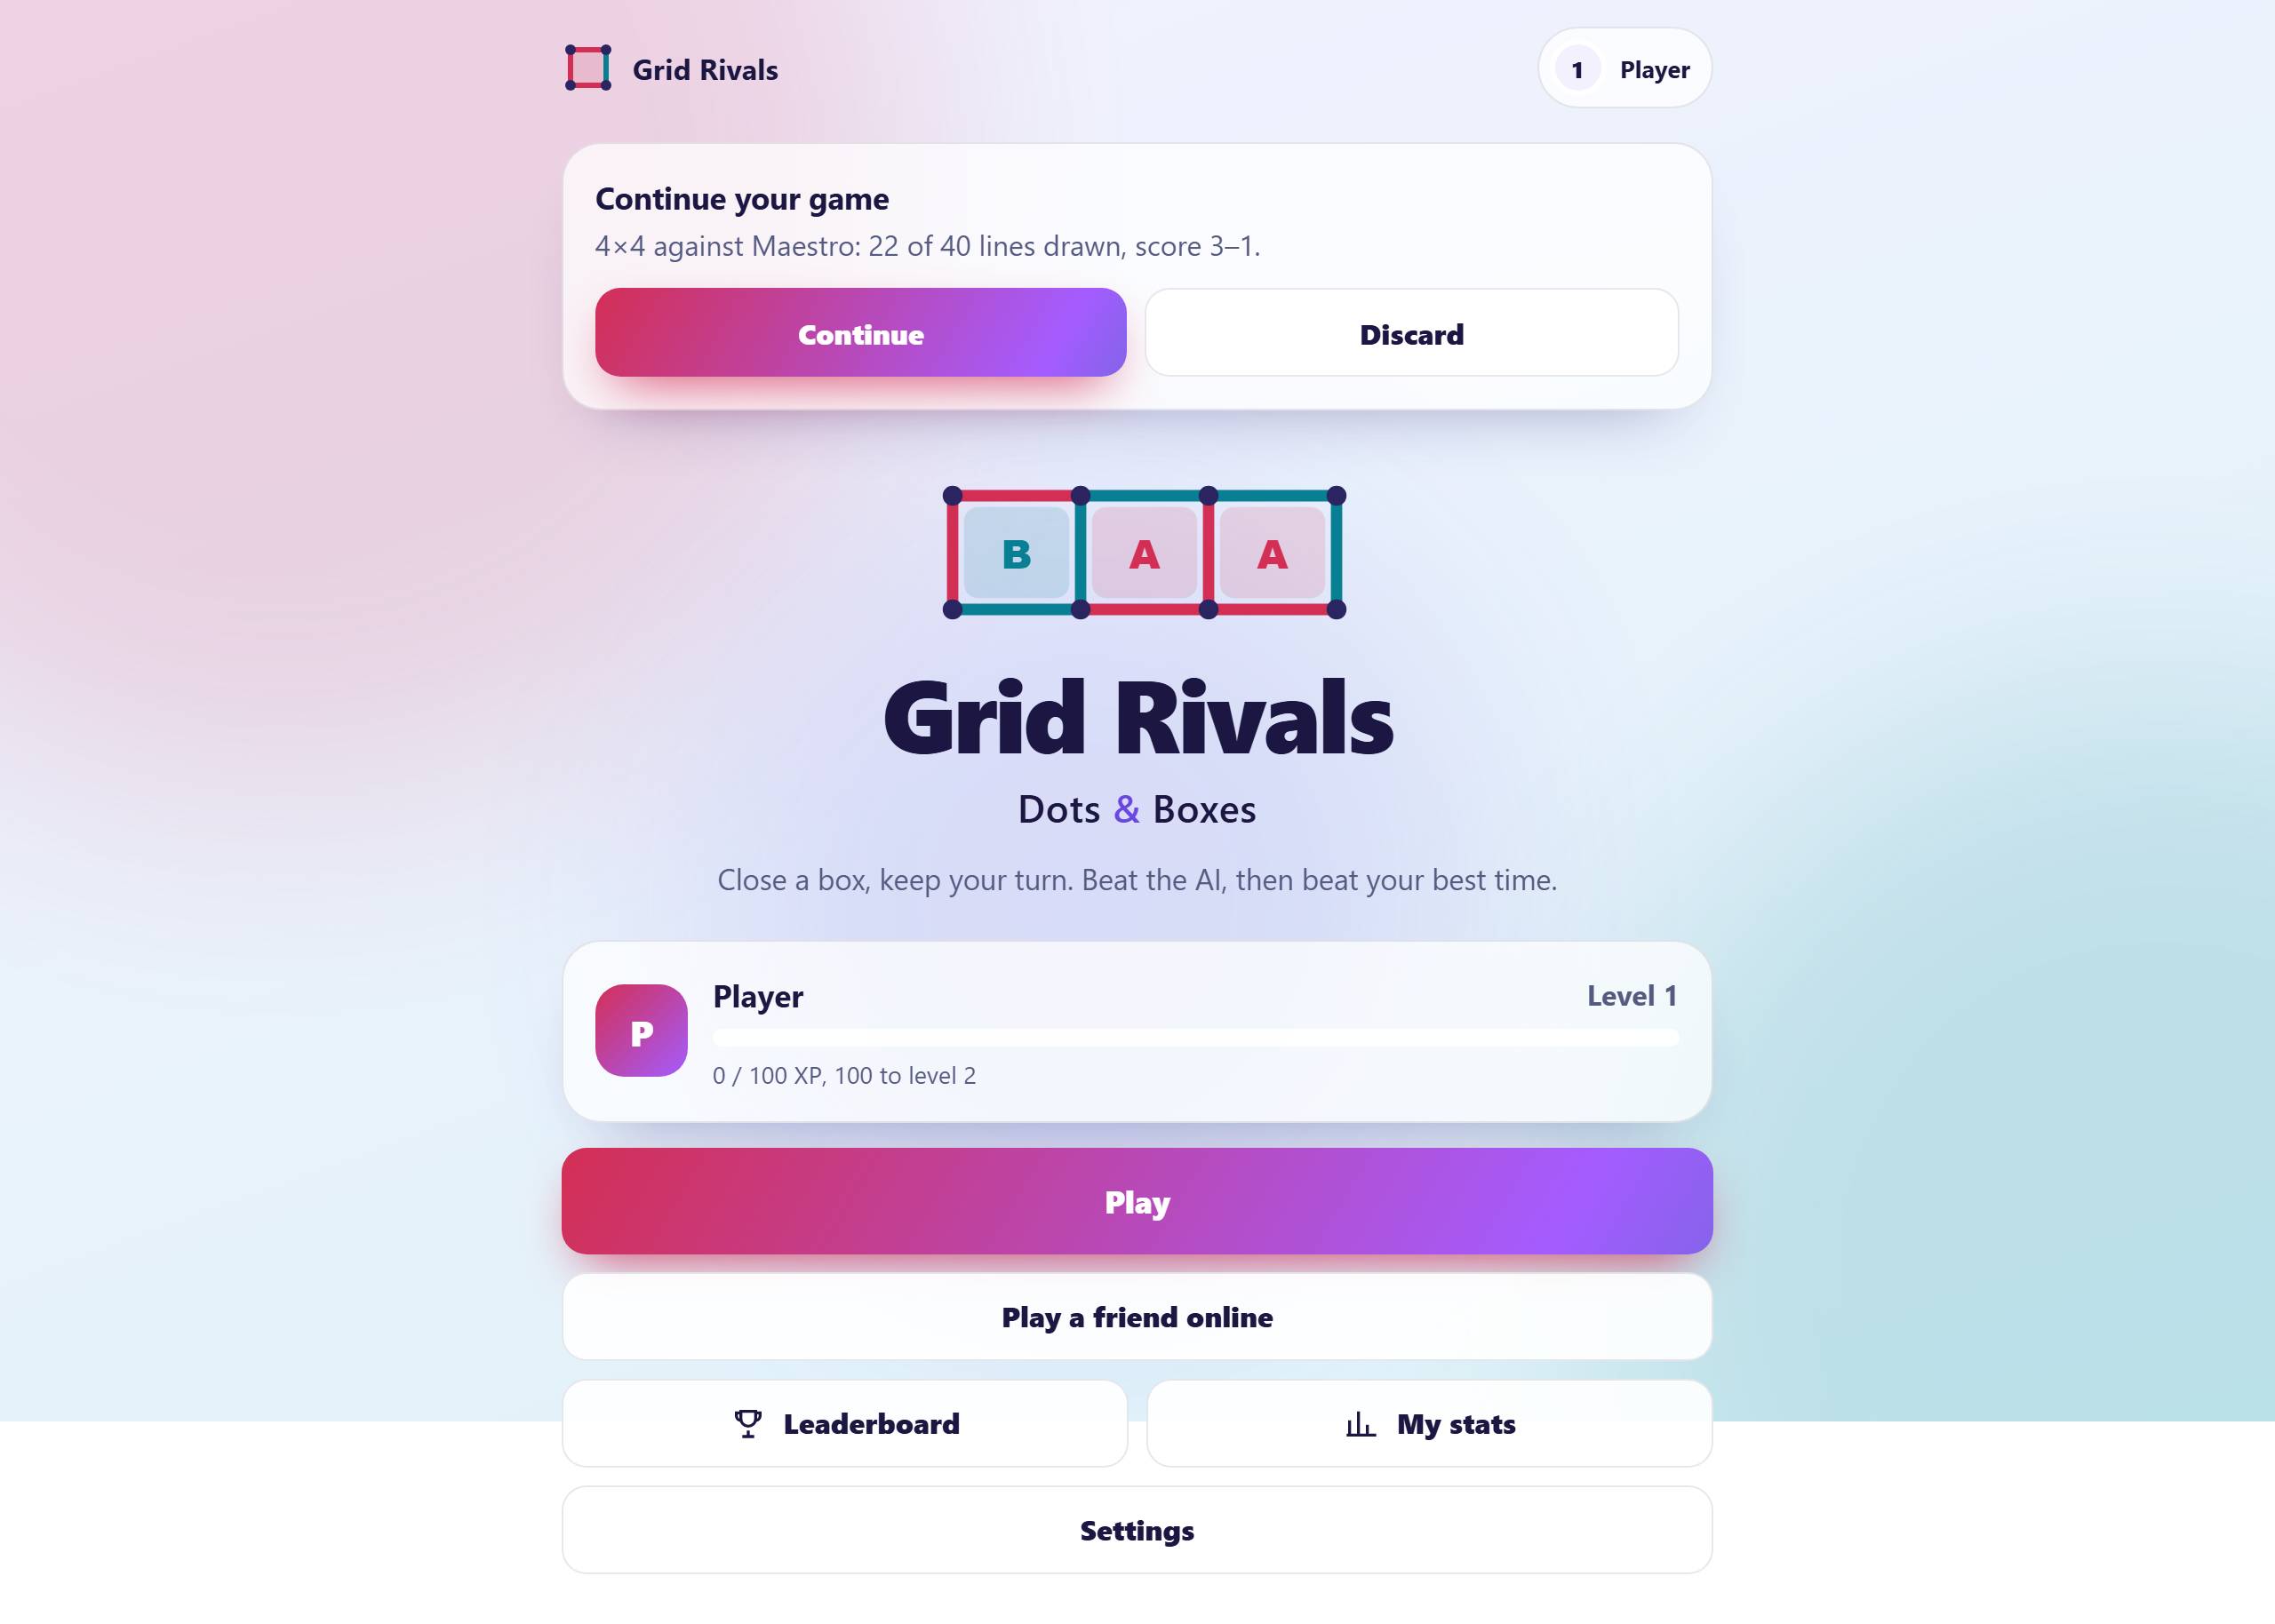 Grid Rivals
1 Player
Continue your game
4×4 against Maestro: 22 of 40 lines drawn, score 3–1.
Continue
Discard
B A A
Grid Rivals
Dots & Boxes
Close a box, keep your turn. Beat the AI, then beat your best time.
P
Player
Level 1
0 / 100 XP, 100 to level 2
Play
Play a friend online
Leaderboard
My stats
Settings